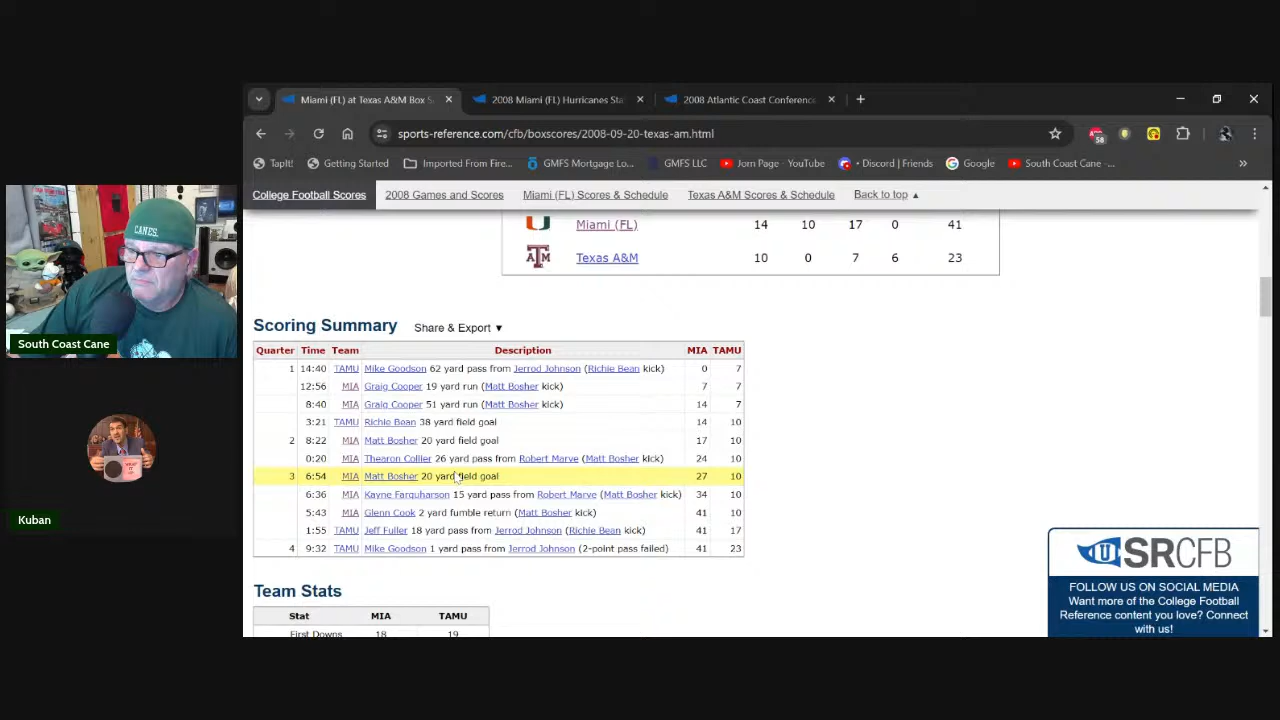 Miami (FL) at Texas A&M Box S
2008 Miami (FL) Hurricanes Sta
2008 Atlantic Coast Conference
sports-reference.com/cfb/boxscores/2008-09-20-texas-am.html
58
TapIt!
Getting Started
Imported From Fire...
GMFS Mortgage Lo...
GMFS LLC
Jorn Page - YouTube
Discord | Friends
Google
South Coast Cane -...
College Football Scores
2008 Games and Scores
Miami (FL) Scores & Schedule
Texas A&M Scores & Schedule
Back to top ▲
Miami (FL) 14 10 17 0 41
Texas A&M 10 0 7 6 23
CANES.
South Coast Cane
Kuban
Scoring Summary Share & Export ▼
Quarter Time Team Description MIA TAMU
1 14:40 TAMU Mike Goodson 62 yard pass from Jerrod Johnson (Richie Bean kick) 0 7
12:56 MIA Graig Cooper 19 yard run (Matt Bosher kick) 7 7
8:40 MIA Graig Cooper 51 yard run (Matt Bosher kick) 14 7
3:21 TAMU Richie Bean 38 yard field goal 14 10
2 8:22 MIA Matt Bosher 20 yard field goal 17 10
0:20 MIA Thearon Collier 26 yard pass from Robert Marve (Matt Bosher kick) 24 10
3 6:54 MIA Matt Bosher 20 yard field goal 27 10
6:36 MIA Kayne Farquharson 15 yard pass from Robert Marve (Matt Bosher kick) 34 10
5:43 MIA Glenn Cook 2 yard fumble return (Matt Bosher kick) 41 10
1:55 TAMU Jeff Fuller 18 yard pass from Jerrod Johnson (Richie Bean kick) 41 17
4 9:32 TAMU Mike Goodson 1 yard pass from Jerrod Johnson (2-point pass failed) 41 23
Team Stats
Stat MIA TAMU
First Downs 18 19
SRCFB
FOLLOW US ON SOCIAL MEDIA
Want more of the College Football
Reference content you love? Connect
with us!